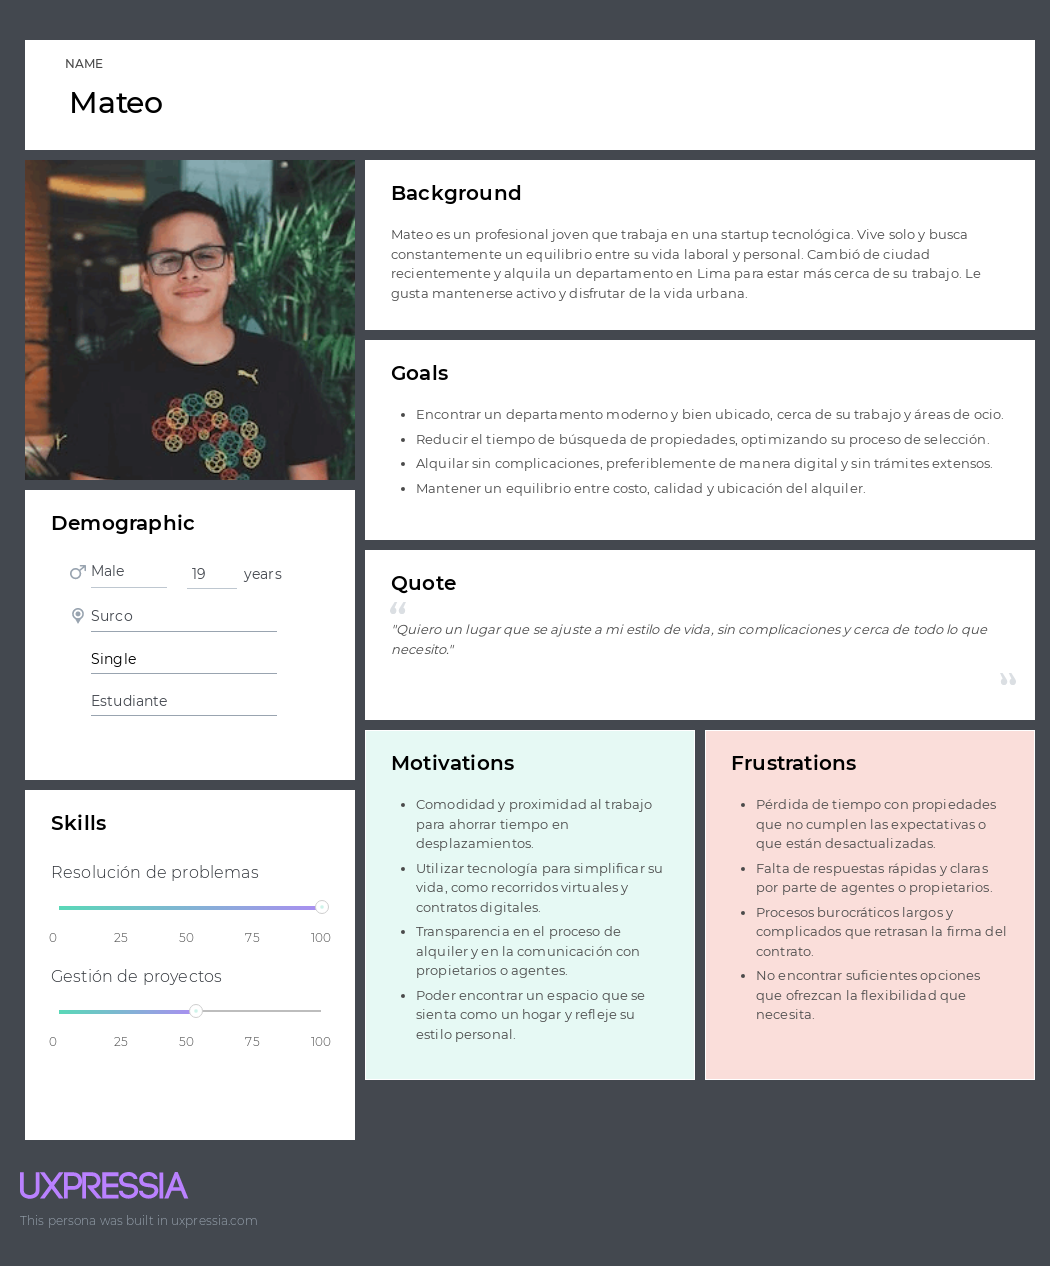 NAME
Mateo
Background
Mateo es un profesional joven que trabaja en una startup tecnológica. Vive solo y busca
constantemente un equilibrio entre su vida laboral y personal. Cambió de ciudad
recientemente y alquila un departamento en Lima para estar más cerca de su trabajo. Le
gusta mantenerse activo y disfrutar de la vida urbana.
Goals
• Encontrar un departamento moderno y bien ubicado, cerca de su trabajo y áreas de ocio.
• Reducir el tiempo de búsqueda de propiedades, optimizando su proceso de selección.
• Alquilar sin complicaciones, preferiblemente de manera digital y sin trámites extensos.
• Mantener un equilibrio entre costo, calidad y ubicación del alquiler.
Demographic
Male 19 years
Surco
Single
Estudiante
Quote
“
"Quiero un lugar que se ajuste a mi estilo de vida, sin complicaciones y cerca de todo lo que
necesito."
”
Skills
Resolución de problemas
0 25 50 75 100
Gestión de proyectos
0 25 50 75 100
Motivations
• Comodidad y proximidad al trabajo
para ahorrar tiempo en
desplazamientos.
• Utilizar tecnología para simplificar su
vida, como recorridos virtuales y
contratos digitales.
• Transparencia en el proceso de
alquiler y en la comunicación con
propietarios o agentes.
• Poder encontrar un espacio que se
sienta como un hogar y refleje su
estilo personal.
Frustrations
• Pérdida de tiempo con propiedades
que no cumplen las expectativas o
que están desactualizadas.
• Falta de respuestas rápidas y claras
por parte de agentes o propietarios.
• Procesos burocráticos largos y
complicados que retrasan la firma del
contrato.
• No encontrar suficientes opciones
que ofrezcan la flexibilidad que
necesita.
UXPRESSIA
This persona was built in uxpressia.com